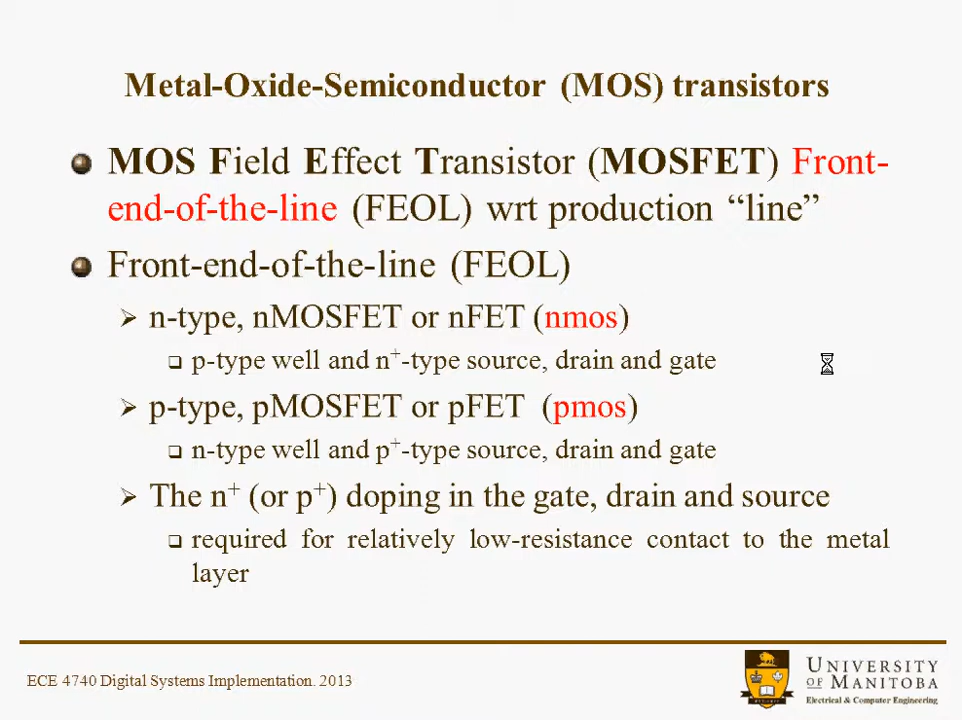 Metal-Oxide-Semiconductor (MOS) transistors
MOS Field Effect Transistor (MOSFET) Front-
end-of-the-line (FEOL) wrt production “line”
Front-end-of-the-line (FEOL)
n-type, nMOSFET or nFET (nmos)
p-type well and n⁺-type source, drain and gate
p-type, pMOSFET or pFET (pmos)
n-type well and p⁺-type source, drain and gate
The n⁺ (or p⁺) doping in the gate, drain and source
required for relatively low-resistance contact to the metal
layer
ECE 4740 Digital Systems Implementation. 2013
UNIVERSITY
OF MANITOBA
Electrical & Computer Engineering